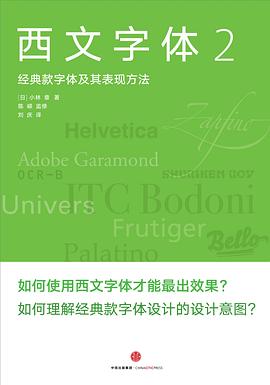 西文字体 2
经典款字体及其表现方法
[日] 小林 章 著
陈嵘 监修
刘庆 译
Helvetica
Zapfino
Adobe Garamond
OCR-B
SHURIKEN BOY
ITC Bodoni
Univers
Frutiger
Palatino
Bello
如何使用西文字体才能最出效果?
如何理解经典款字体设计的设计意图?
中信出版集团 CHINACITICPRESS